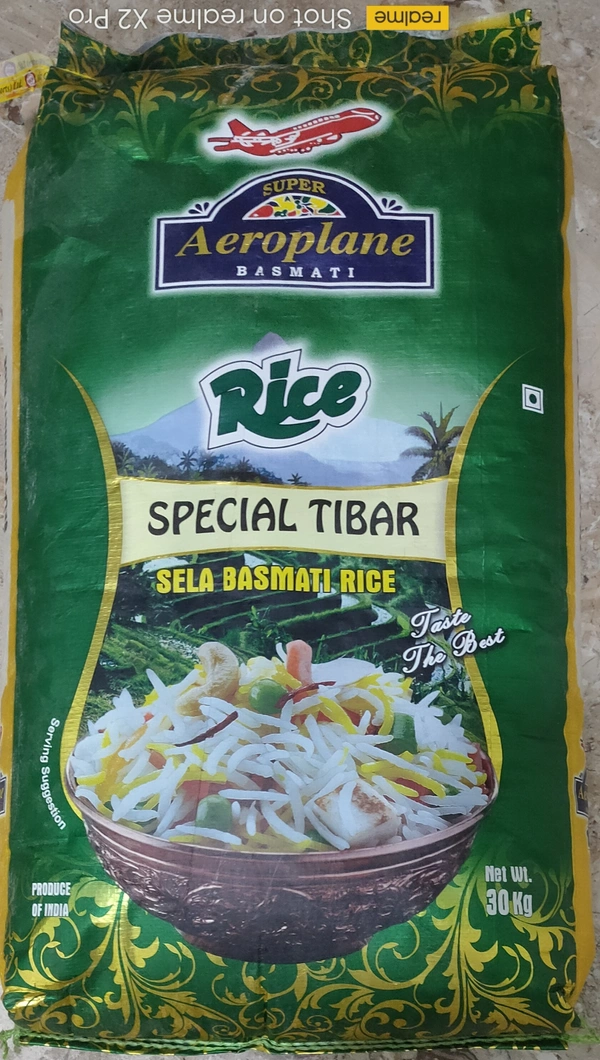 Shot on realme X2 Pro
realme
SUPER
Aeroplane
BASMATI
Rice
SPECIAL TIBAR
SELA BASMATI RICE
Taste
The Best
Serving Suggestion
PRODUCE
OF INDIA
Net Wt.
30 Kg